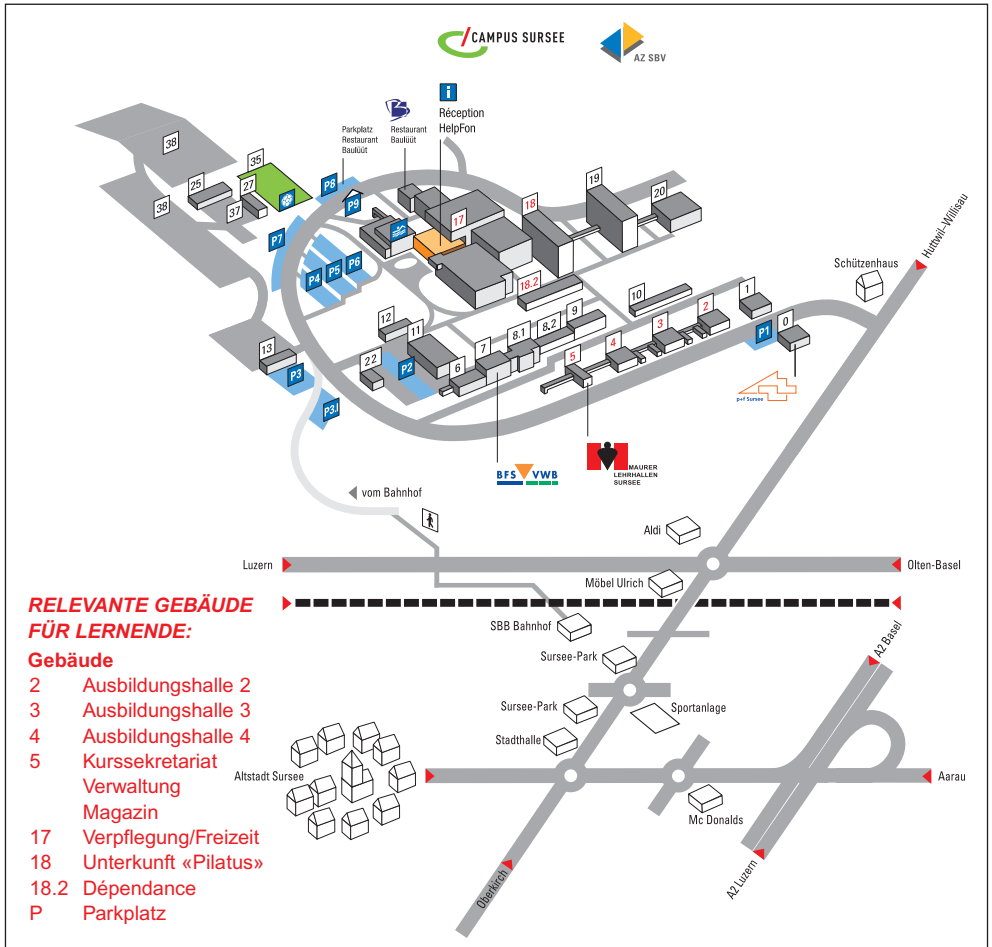 CAMPUS SURSEE
AZ SBV
i
Réception
HelpFon
Parkplatz
Restaurant
Baulüüt
Restaurant
Baulüüt
38
35
25
27
38
37
P8
P9
P7
P4
P5
P6
17
18
19
20
18.2
Huttwil–Willisau
Schützenhaus
13
P3
P3.I
12
11
22
P2
6
7
8.1
8.2
9
10
5
4
3
2
1
P1
0
p+f Sursee
BFS VWB
MAURER
LEHRHALLEN
SURSEE
vom Bahnhof
Aldi
Luzern
Olten-Basel
Möbel Ulrich
SBB Bahnhof
Sursee-Park
A2 Basel
Sursee-Park
Sportanlage
Stadthalle
Altstadt Sursee
Aarau
Mc Donalds
Oberkirch
A2 Luzern
RELEVANTE GEBÄUDE
FÜR LERNENDE:
Gebäude
2 Ausbildungshalle 2
3 Ausbildungshalle 3
4 Ausbildungshalle 4
5 Kurssekretariat
Verwaltung
Magazin
17 Verpflegung/Freizeit
18 Unterkunft «Pilatus»
18.2 Dépendance
P Parkplatz